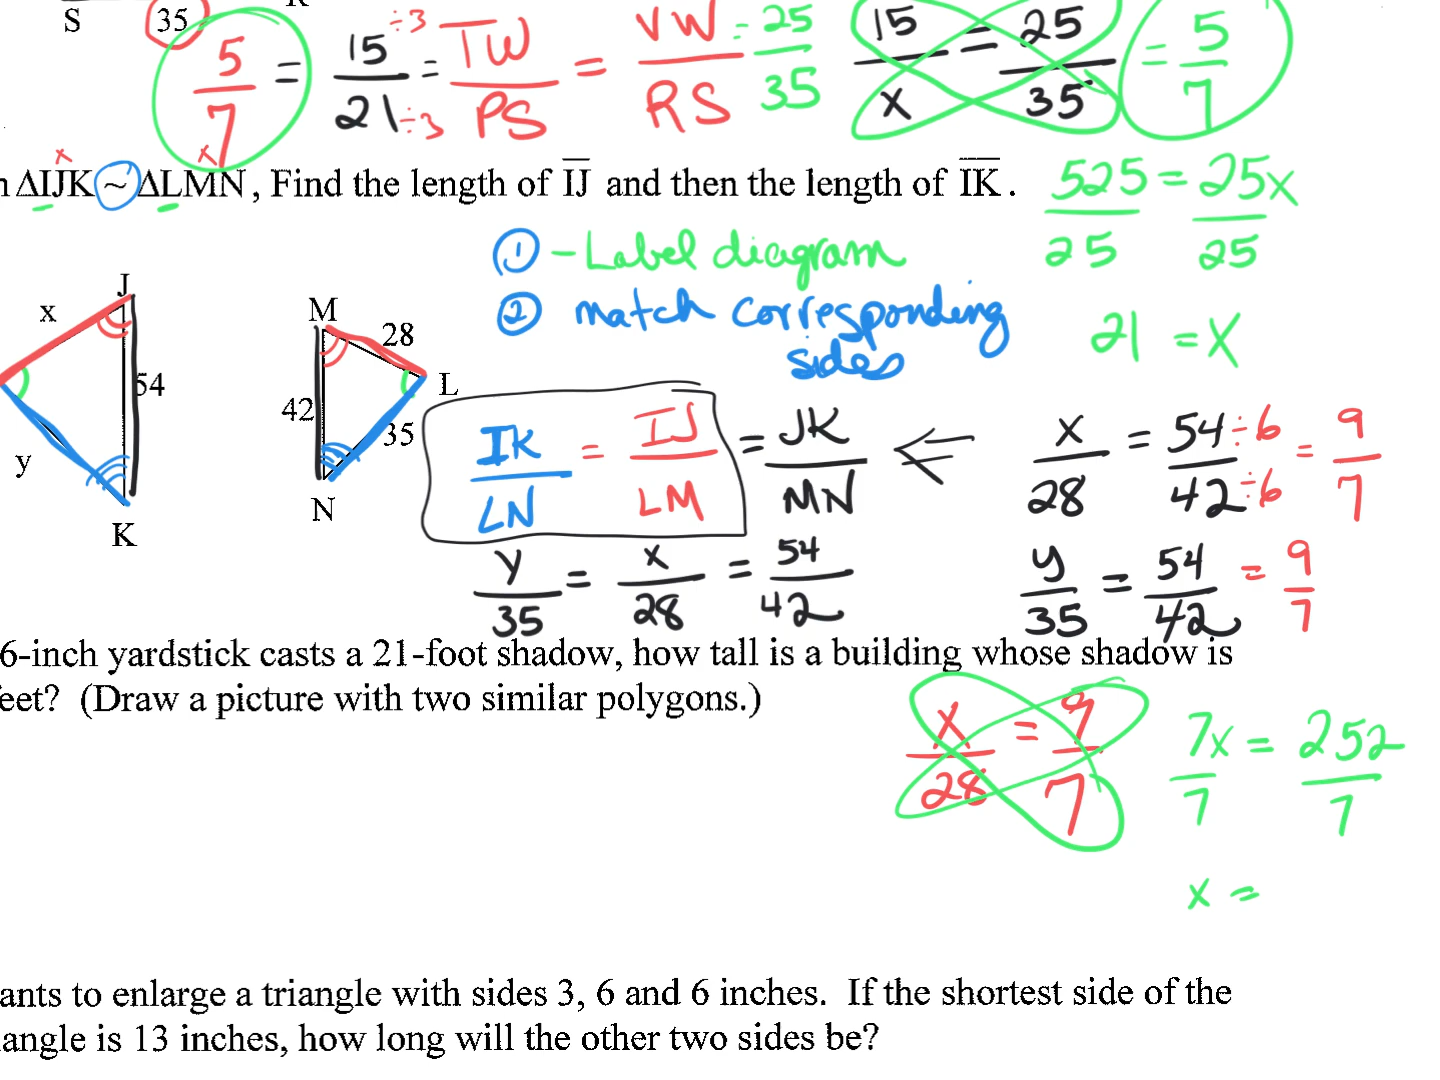 S 35
5/7 = 15÷3/21÷3 = TW/PS = VW/RS = 25/35
15/x = 25/35 = 5/7
ΔIJK ~ ΔLMN, Find the length of IJ and then the length of IK.
525/25 = 25x/25
21 = x
① - Label diagram
② match corresponding
sides
J
x
54
y
K
M
28
L
42
35
N
IK/LN = IJ/LM = JK/MN
y/35 = x/28 = 54/42
x/28 = 54÷6/42÷6 = 9/7
y/35 = 54/42 = 9/7
6-inch yardstick casts a 21-foot shadow, how tall is a building whose shadow is
eet? (Draw a picture with two similar polygons.)
x/28 = 9/7
7x/7 = 252/7
x =
ants to enlarge a triangle with sides 3, 6 and 6 inches. If the shortest side of the
angle is 13 inches, how long will the other two sides be?